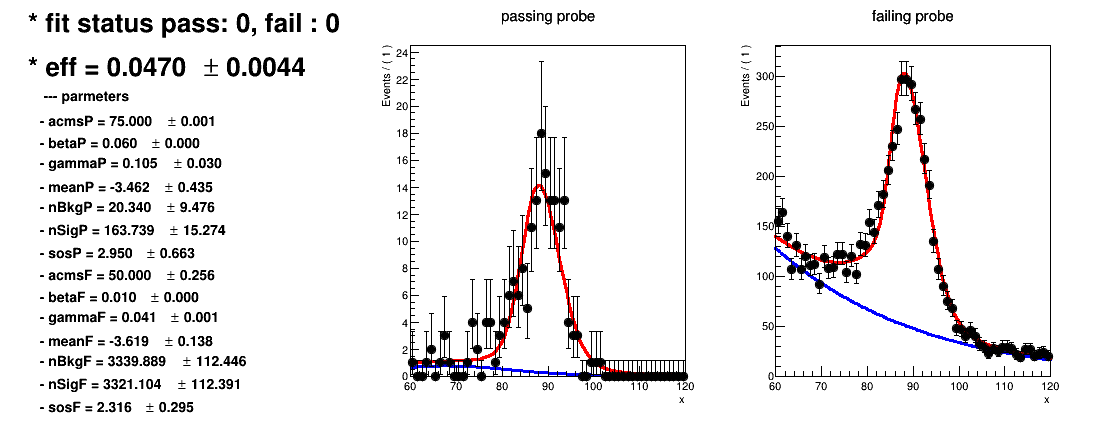 * fit status pass: 0, fail : 0
* eff = 0.0470 ± 0.0044
--- parmeters
- acmsP = 75.000 ± 0.001
- betaP = 0.060 ± 0.000
- gammaP = 0.105 ± 0.030
- meanP = -3.462 ± 0.435
- nBkgP = 20.340 ± 9.476
- nSigP = 163.739 ± 15.274
- sosP = 2.950 ± 0.663
- acmsF = 50.000 ± 0.256
- betaF = 0.010 ± 0.000
- gammaF = 0.041 ± 0.001
- meanF = -3.619 ± 0.138
- nBkgF = 3339.889 ± 112.446
- nSigF = 3321.104 ± 112.391
- sosF = 2.316 ± 0.295
passing probe
Events / ( 1 )
24
22
20
18
16
14
12
10
8
6
4
2
0
60 70 80 90 100 110 120
x
failing probe
Events / ( 1 )
300
250
200
150
100
50
0
60 70 80 90 100 110 120
x